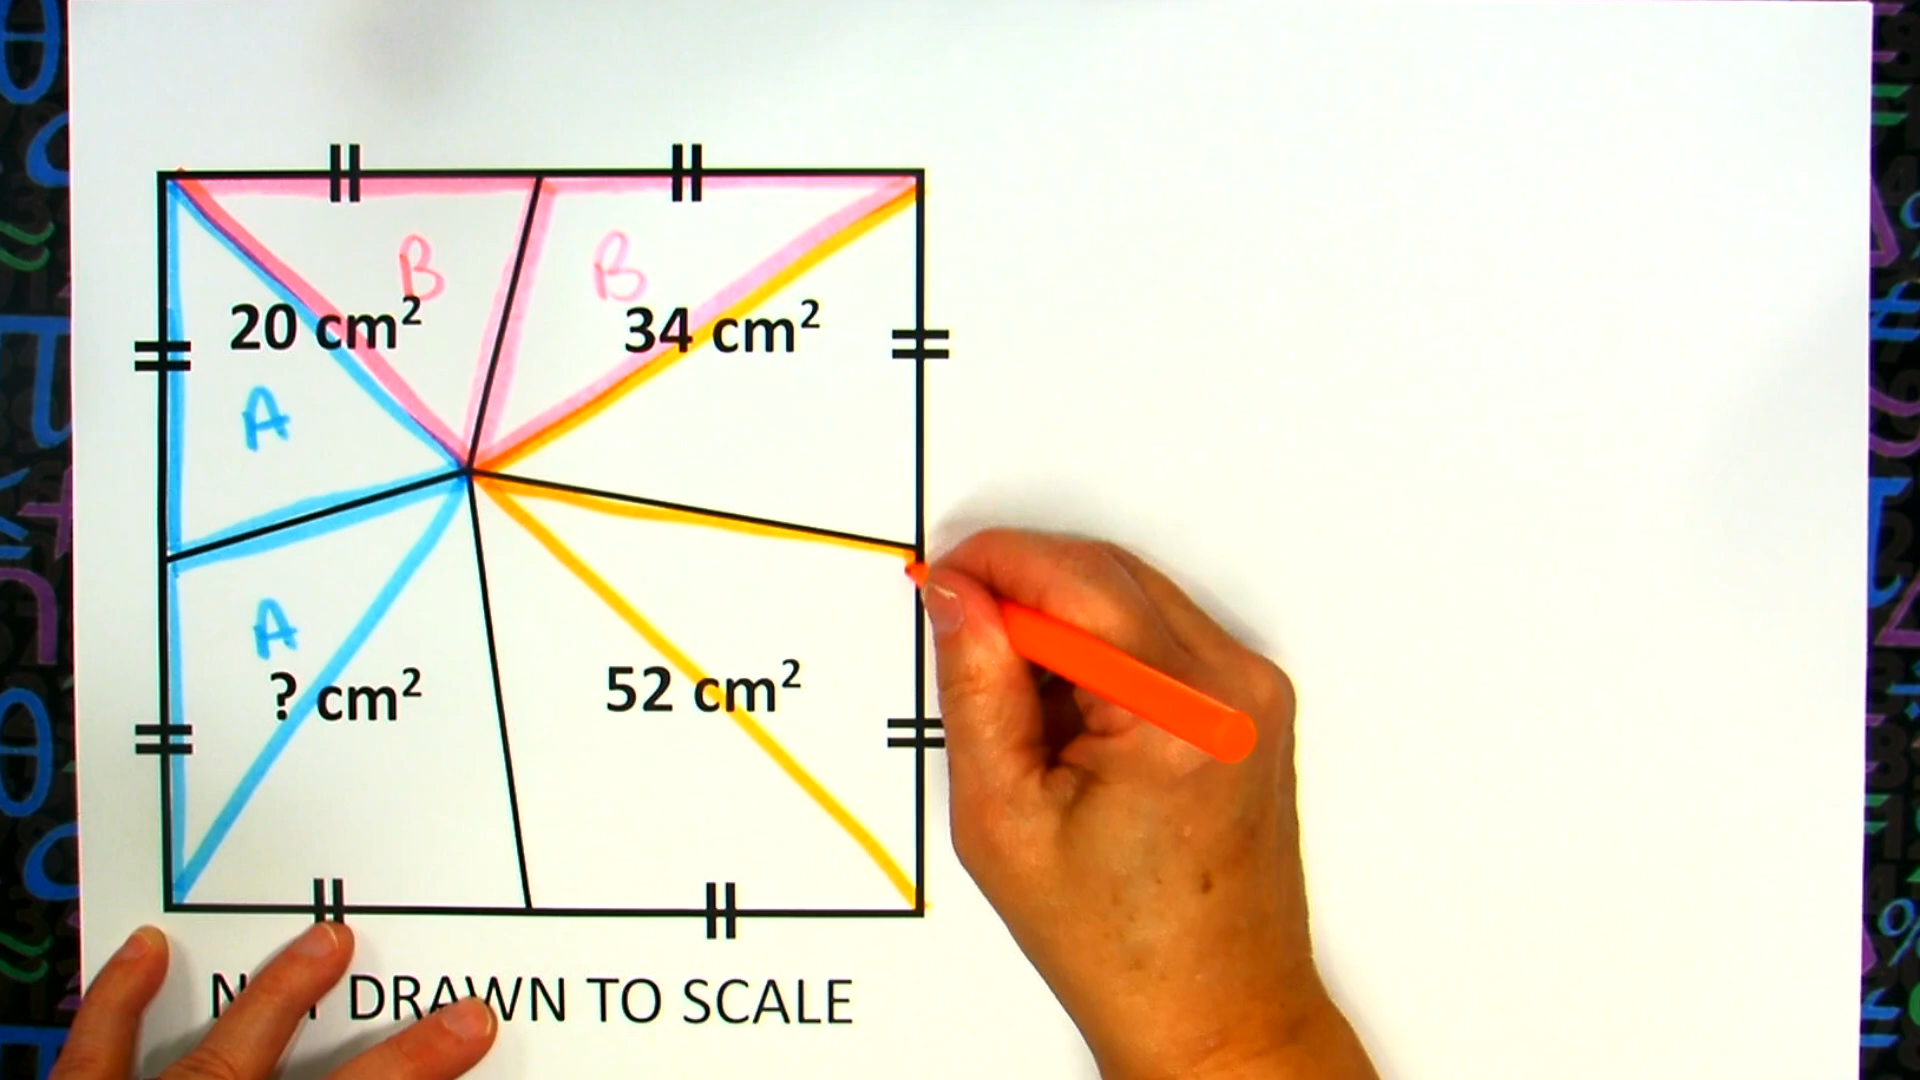 B B
20 cm² 34 cm²
A
A
? cm² 52 cm²
DRAWN TO SCALE